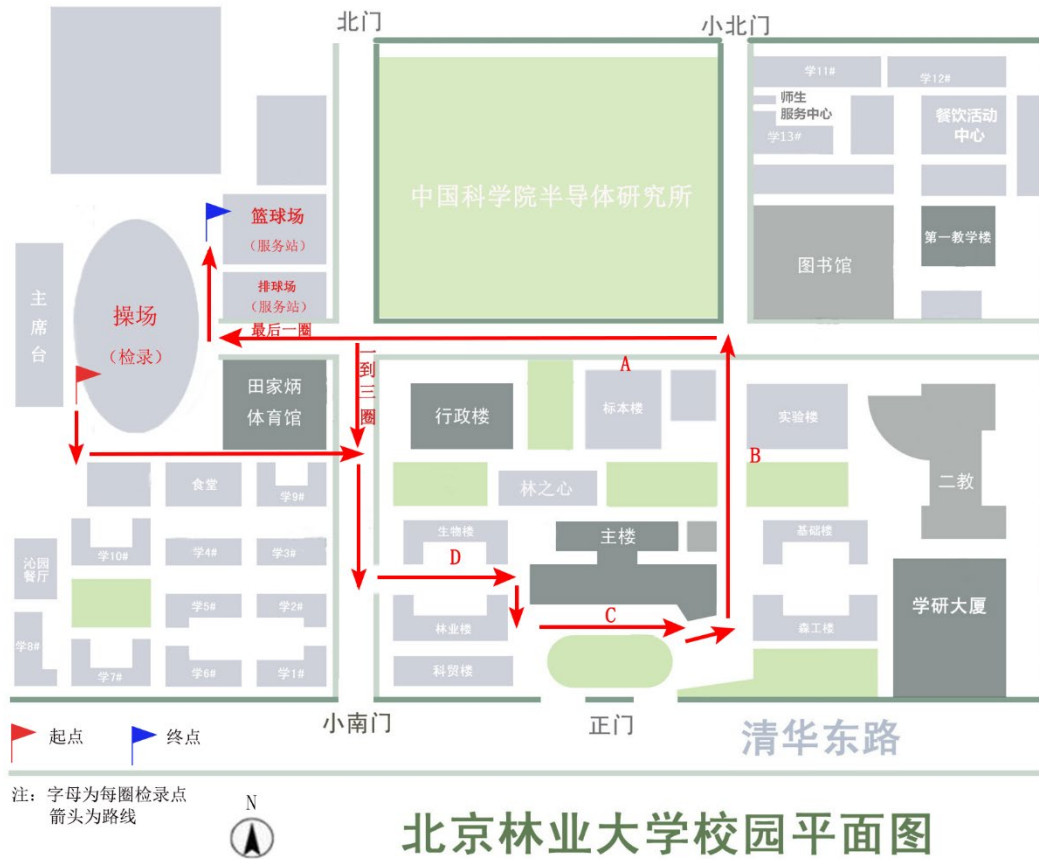 北门
小北门
学11#
学12#
师生
服务中心
学13#
餐饮活动
中心
中国科学院半导体研究所
篮球场
（服务站）
第一教学楼
图书馆
排球场
（服务站）
主
席
台
操场
（检录）
最后一圈
一
到
三
圈
A
田家炳
体育馆
行政楼
标本楼
实验楼
B
食堂
学9#
林之心
二教
生物楼
主楼
基础楼
学10#
学4#
学3#
沁园
餐厅
D
学5#
学2#
学研大厦
C
林业楼
森工楼
学8#
学7#
学6#
学1#
科贸楼
小南门
正门
清华东路
起点
终点
注：字母为每圈检录点
箭头为路线
N
北京林业大学校园平面图